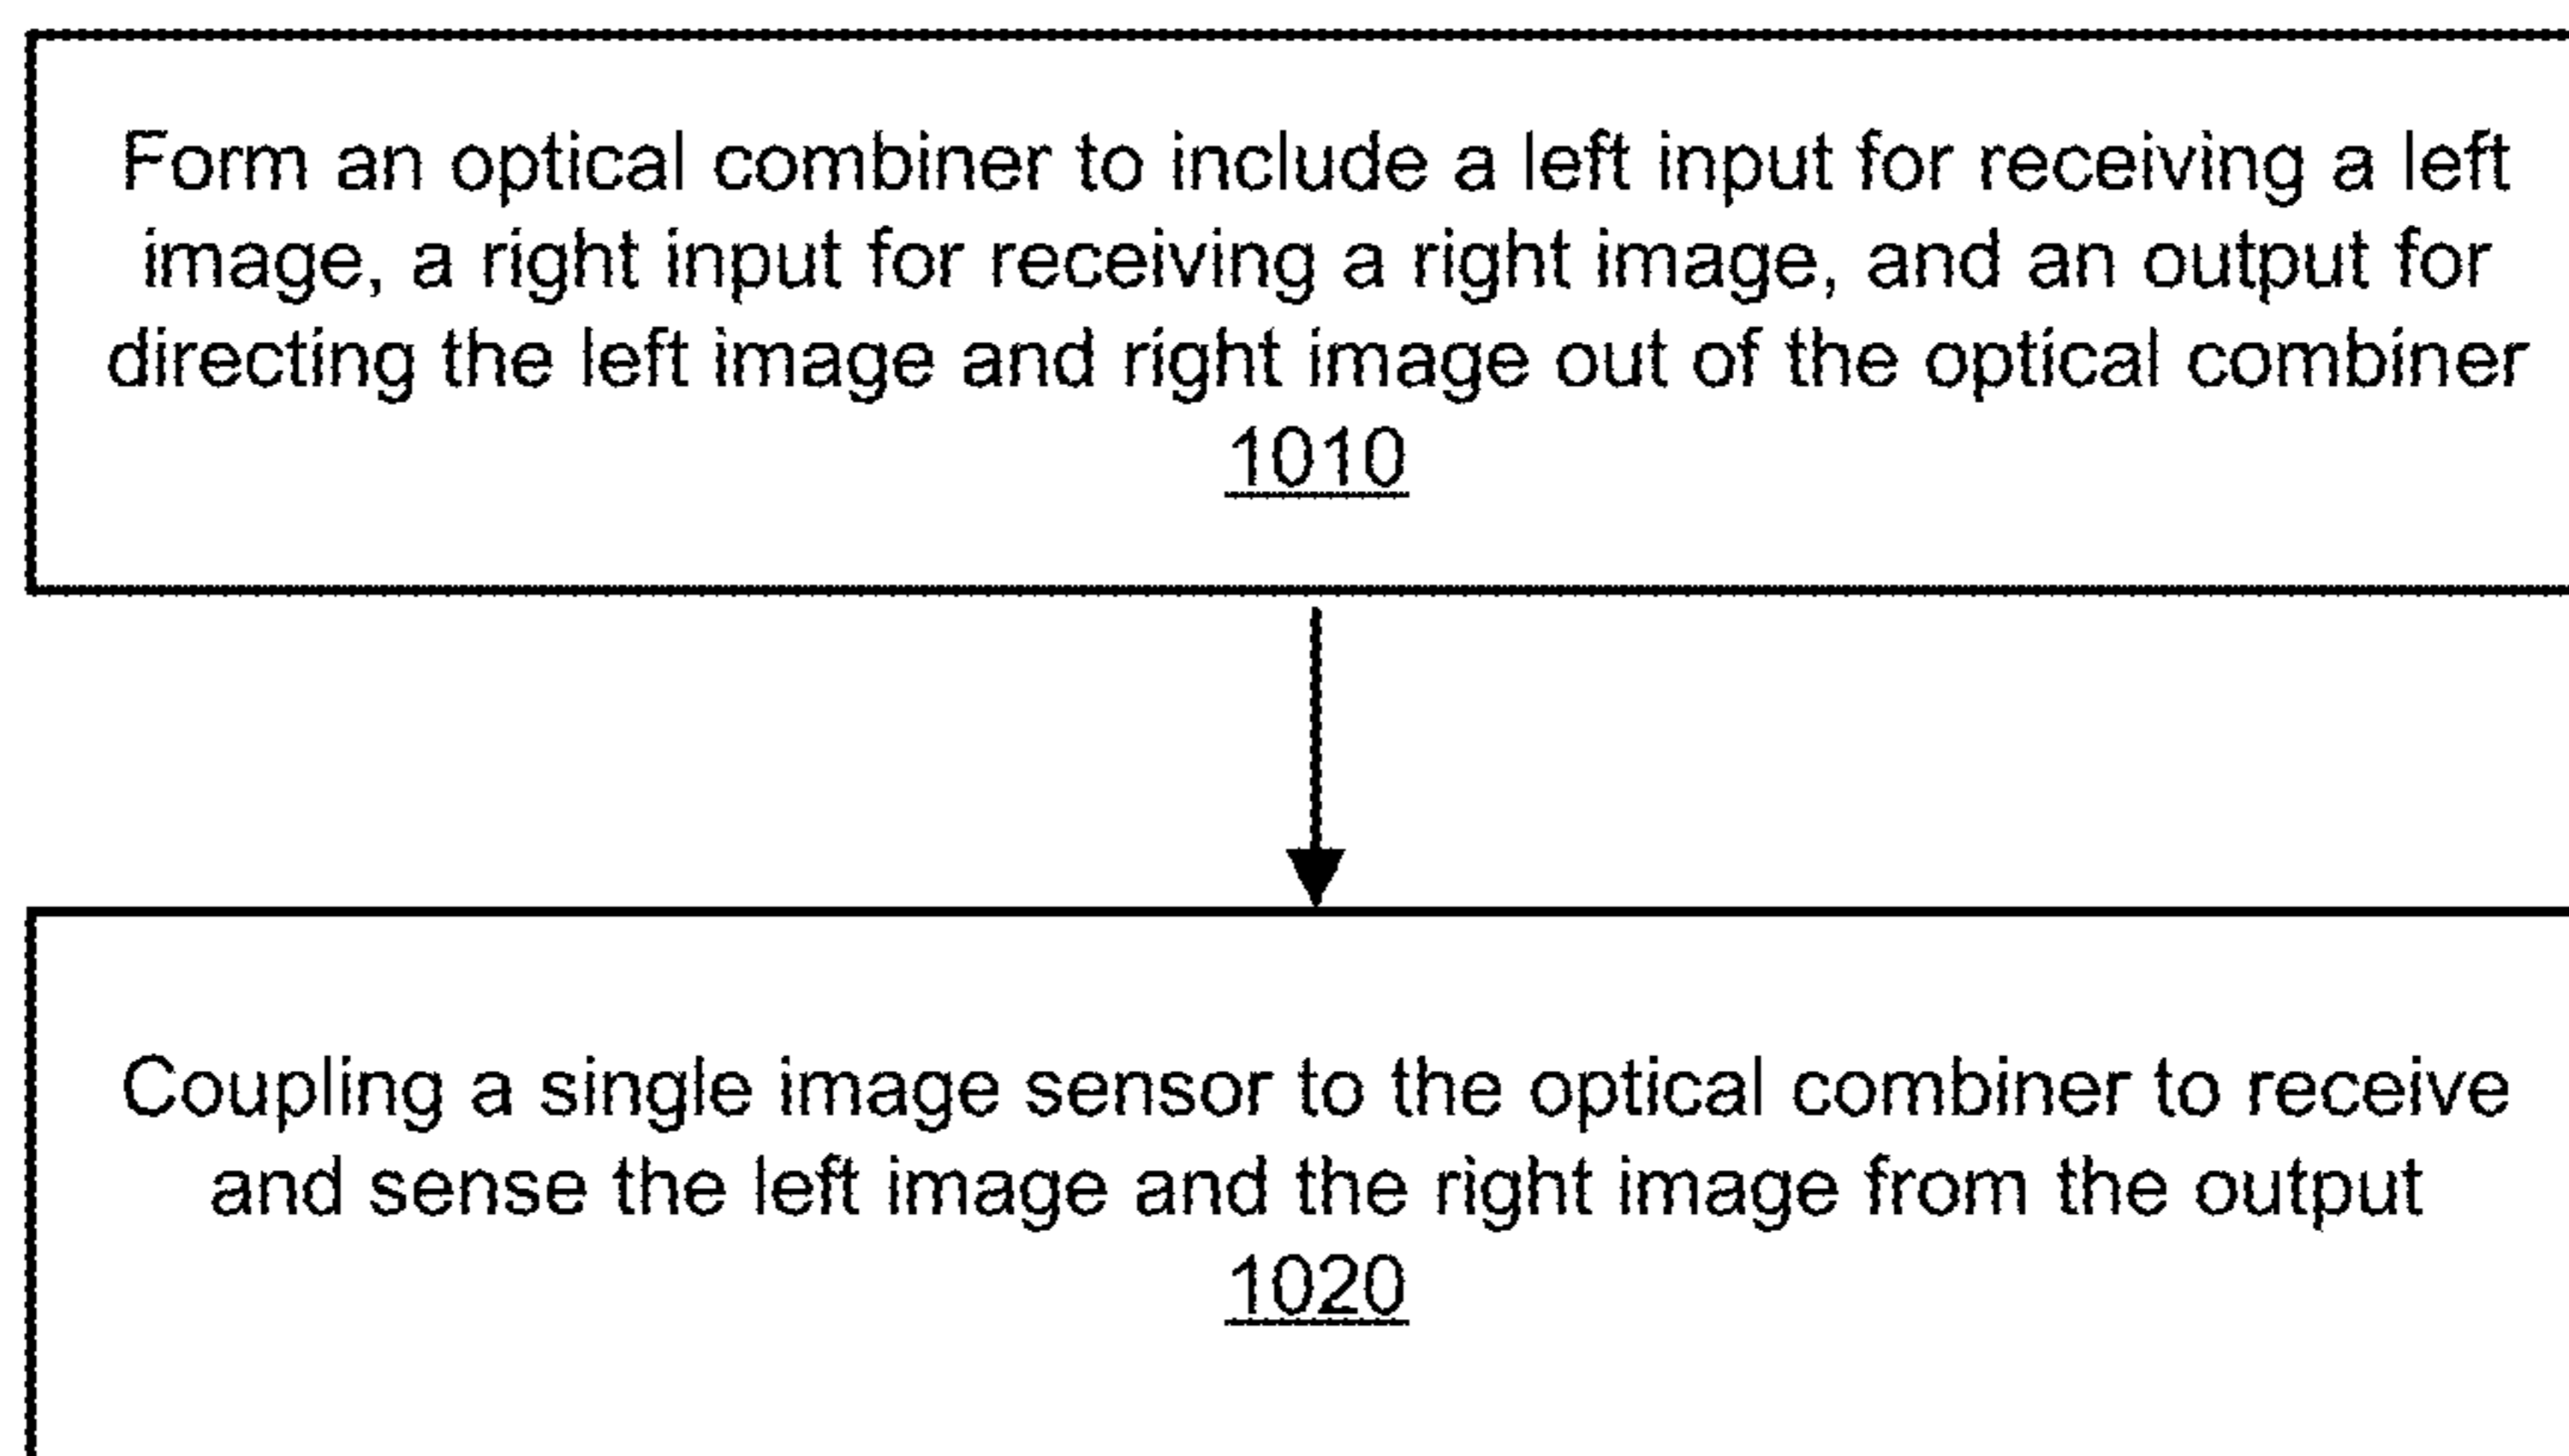 Form an optical combiner to include a left input for receiving a left
image, a right input for receiving a right image, and an output for
directing the left image and right image out of the optical combiner
1010
Coupling a single image sensor to the optical combiner to receive
and sense the left image and the right image from the output
1020